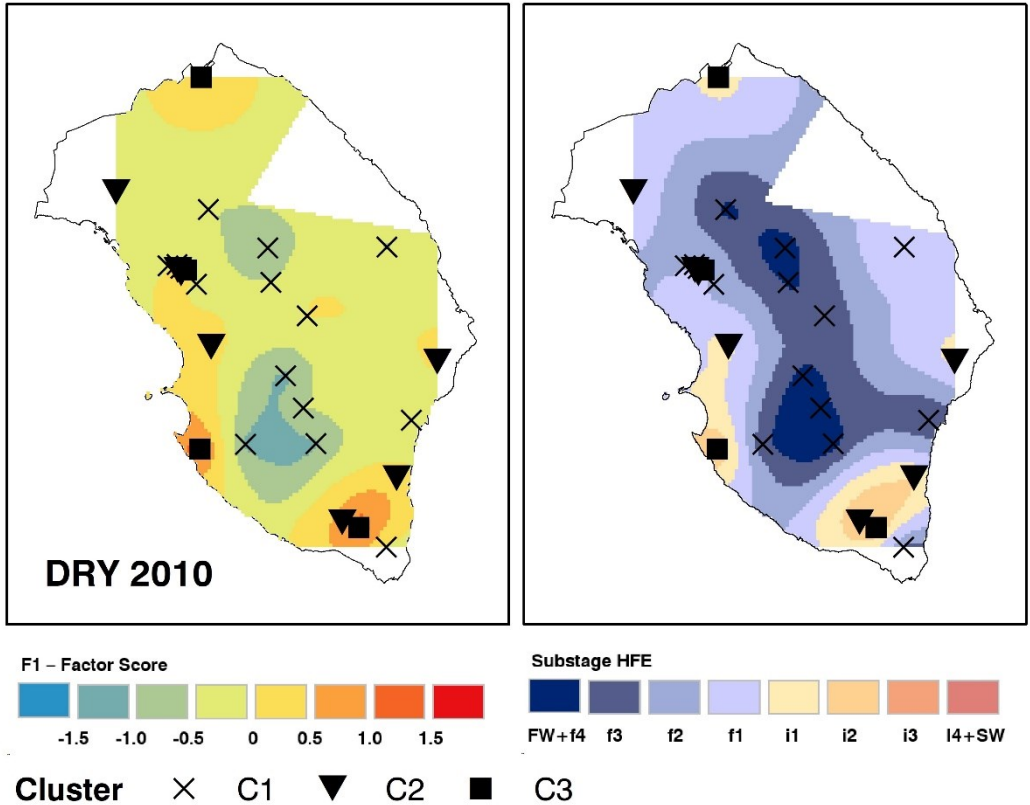 DRY 2010
F1 – Factor Score
-1.5 -1.0 -0.5 0 0.5 1.0 1.5
Substage HFE
FW+f4 f3 f2 f1 i1 i2 i3 I4+SW
Cluster C1 C2 C3